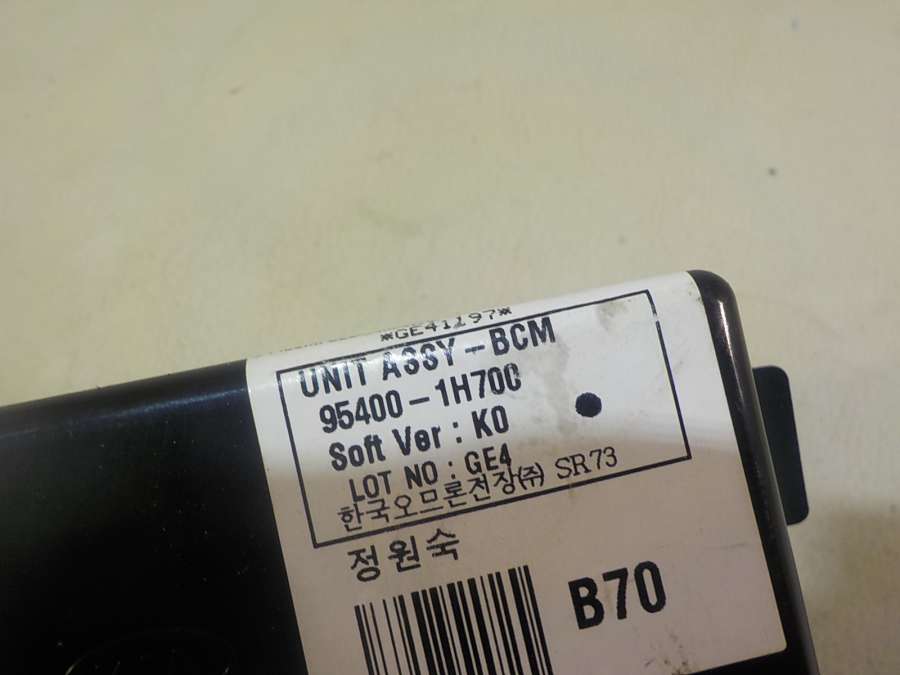 *GE41197*
UNIT ASSY-BCM
95400-1H700
Soft Ver : K0
LOT NO : GE4
한국오므론전장(주) SR73
정원숙
B70